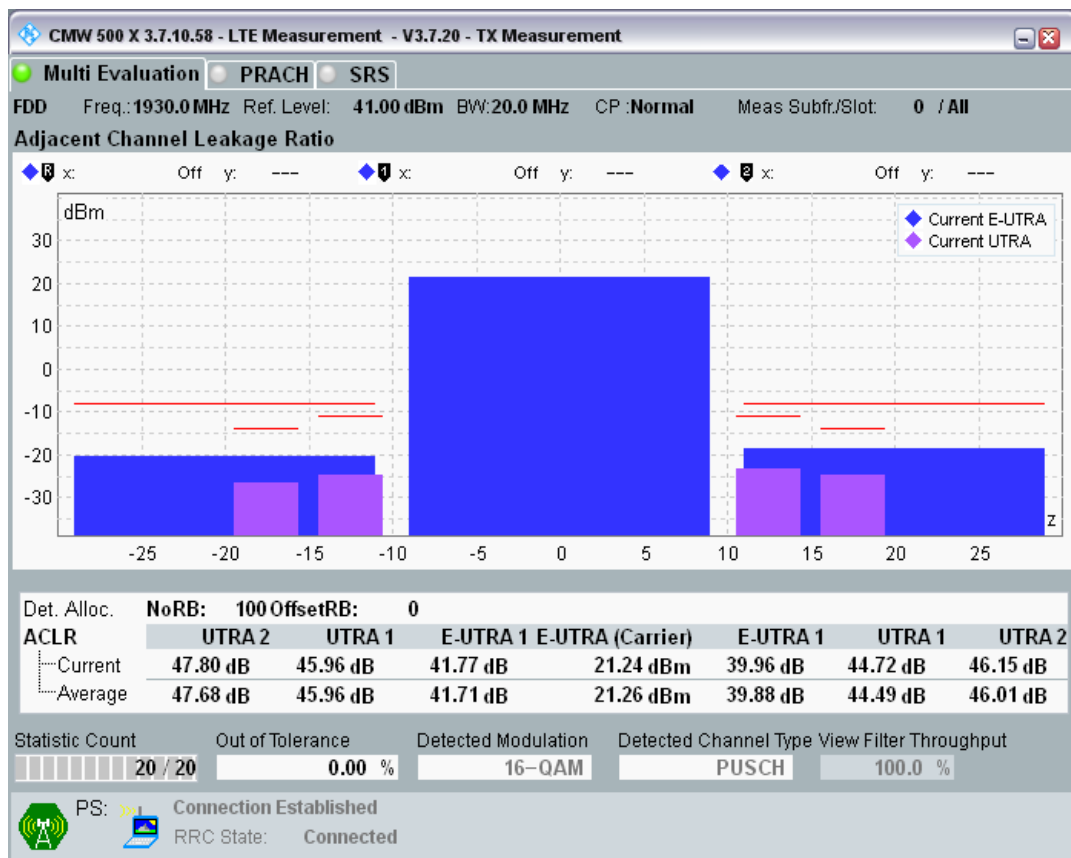 CMW 500 X 3.7.10.58 - LTE Measurement - V3.7.20 - TX Measurement
Multi Evaluation PRACH SRS
FDD Freq.:1930.0 MHz Ref. Level: 41.00 dBm BW:20.0 MHz CP :Normal Meas Subfr./Slot: 0 / All
Adjacent Channel Leakage Ratio
R x: Off y: --- 1 x: Off y: --- 2 x: Off y: ---
dBm
Current E-UTRA
Current UTRA
30
20
10
0
-10
-20
-30
z
-25 -20 -15 -10 -5 0 5 10 15 20 25
Det. Alloc. NoRB: 100 OffsetRB: 0
ACLR UTRA 2 UTRA 1 E-UTRA 1 E-UTRA (Carrier) E-UTRA 1 UTRA 1 UTRA 2
Current 47.80 dB 45.96 dB 41.77 dB 21.24 dBm 39.96 dB 44.72 dB 46.15 dB
Average 47.68 dB 45.96 dB 41.71 dB 21.26 dBm 39.88 dB 44.49 dB 46.01 dB
Statistic Count Out of Tolerance Detected Modulation Detected Channel Type View Filter Throughput
20 / 20 0.00 % 16-QAM PUSCH 100.0 %
PS: Connection Established
RRC State: Connected